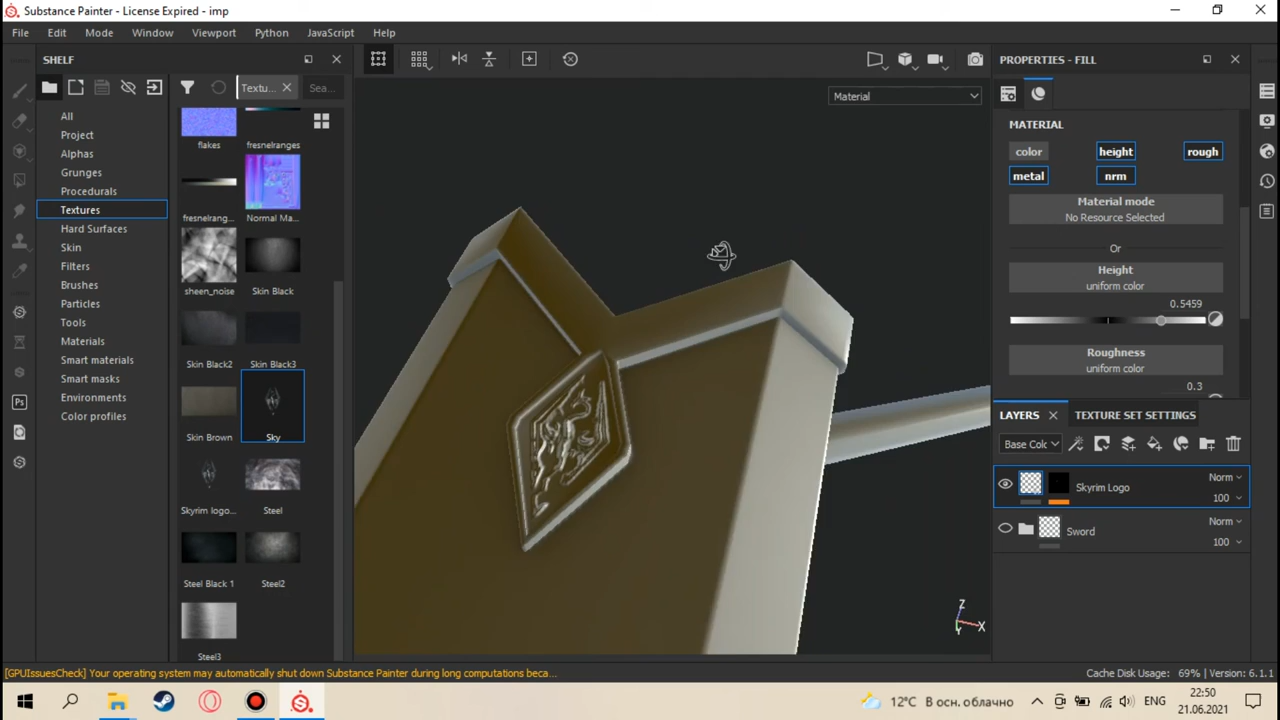 Substance Painter - License Expired - imp
File Edit Mode Window Viewport Python JavaScript Help
SHELF
Textu...
Sea...
All
Project
Alphas
Grunges
Procedurals
Textures
Hard Surfaces
Skin
Filters
Brushes
Particles
Tools
Materials
Smart materials
Smart masks
Environments
Color profiles
flakes fresnelranges
fresnelrang... Normal Ma...
sheen_noise Skin Black
Skin Black2 Skin Black3
Skin Brown Sky
Skyrim logo... Steel
Steel Black 1 Steel2
Steel3
Ps
Material
Z
Y X
PROPERTIES - FILL
MATERIAL
color height rough
metal nrm
Material mode
No Resource Selected
Or
Height
uniform color
0.5459
Roughness
uniform color
0.3
LAYERS TEXTURE SET SETTINGS
Base Colo
Skyrim Logo Norm
100
Sword Norm
100
[GPUIssuesCheck] Your operating system may automatically shut down Substance Painter during long computations beca...
Cache Disk Usage: 69% | Version: 6.1.1
12°C В осн. облачно
ENG
22:50
21.06.2021